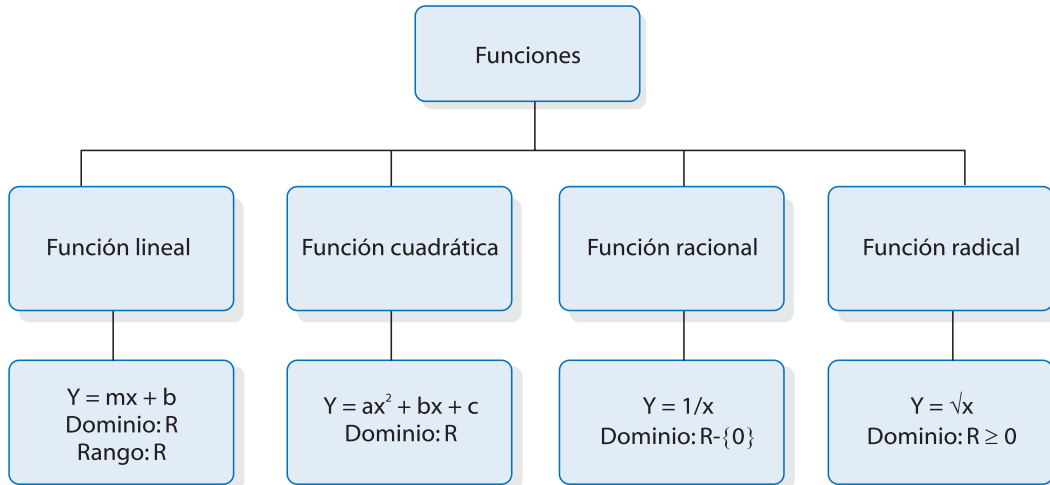 Funciones
Función lineal
Función cuadrática
Función racional
Función radical
Y = mx + b
Dominio: R
Rango: R
Y = ax² + bx + c
Dominio: R
Y = 1/x
Dominio: R-{0}
Y = √x
Dominio: R ≥ 0